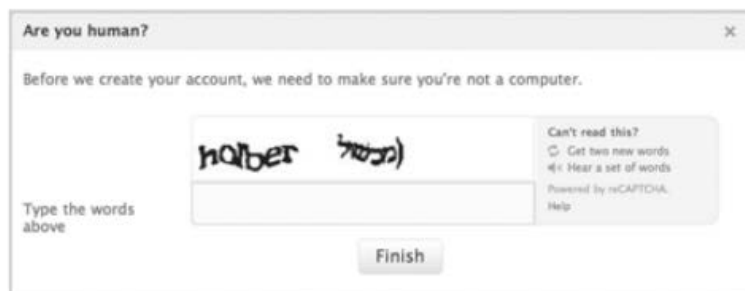 Are you human?
Before we create your account, we need to make sure you're not a computer.
Can't read this?
Get two new words
Hear a set of words
Powered by reCAPTCHA.
Help
Type the words
above
Finish